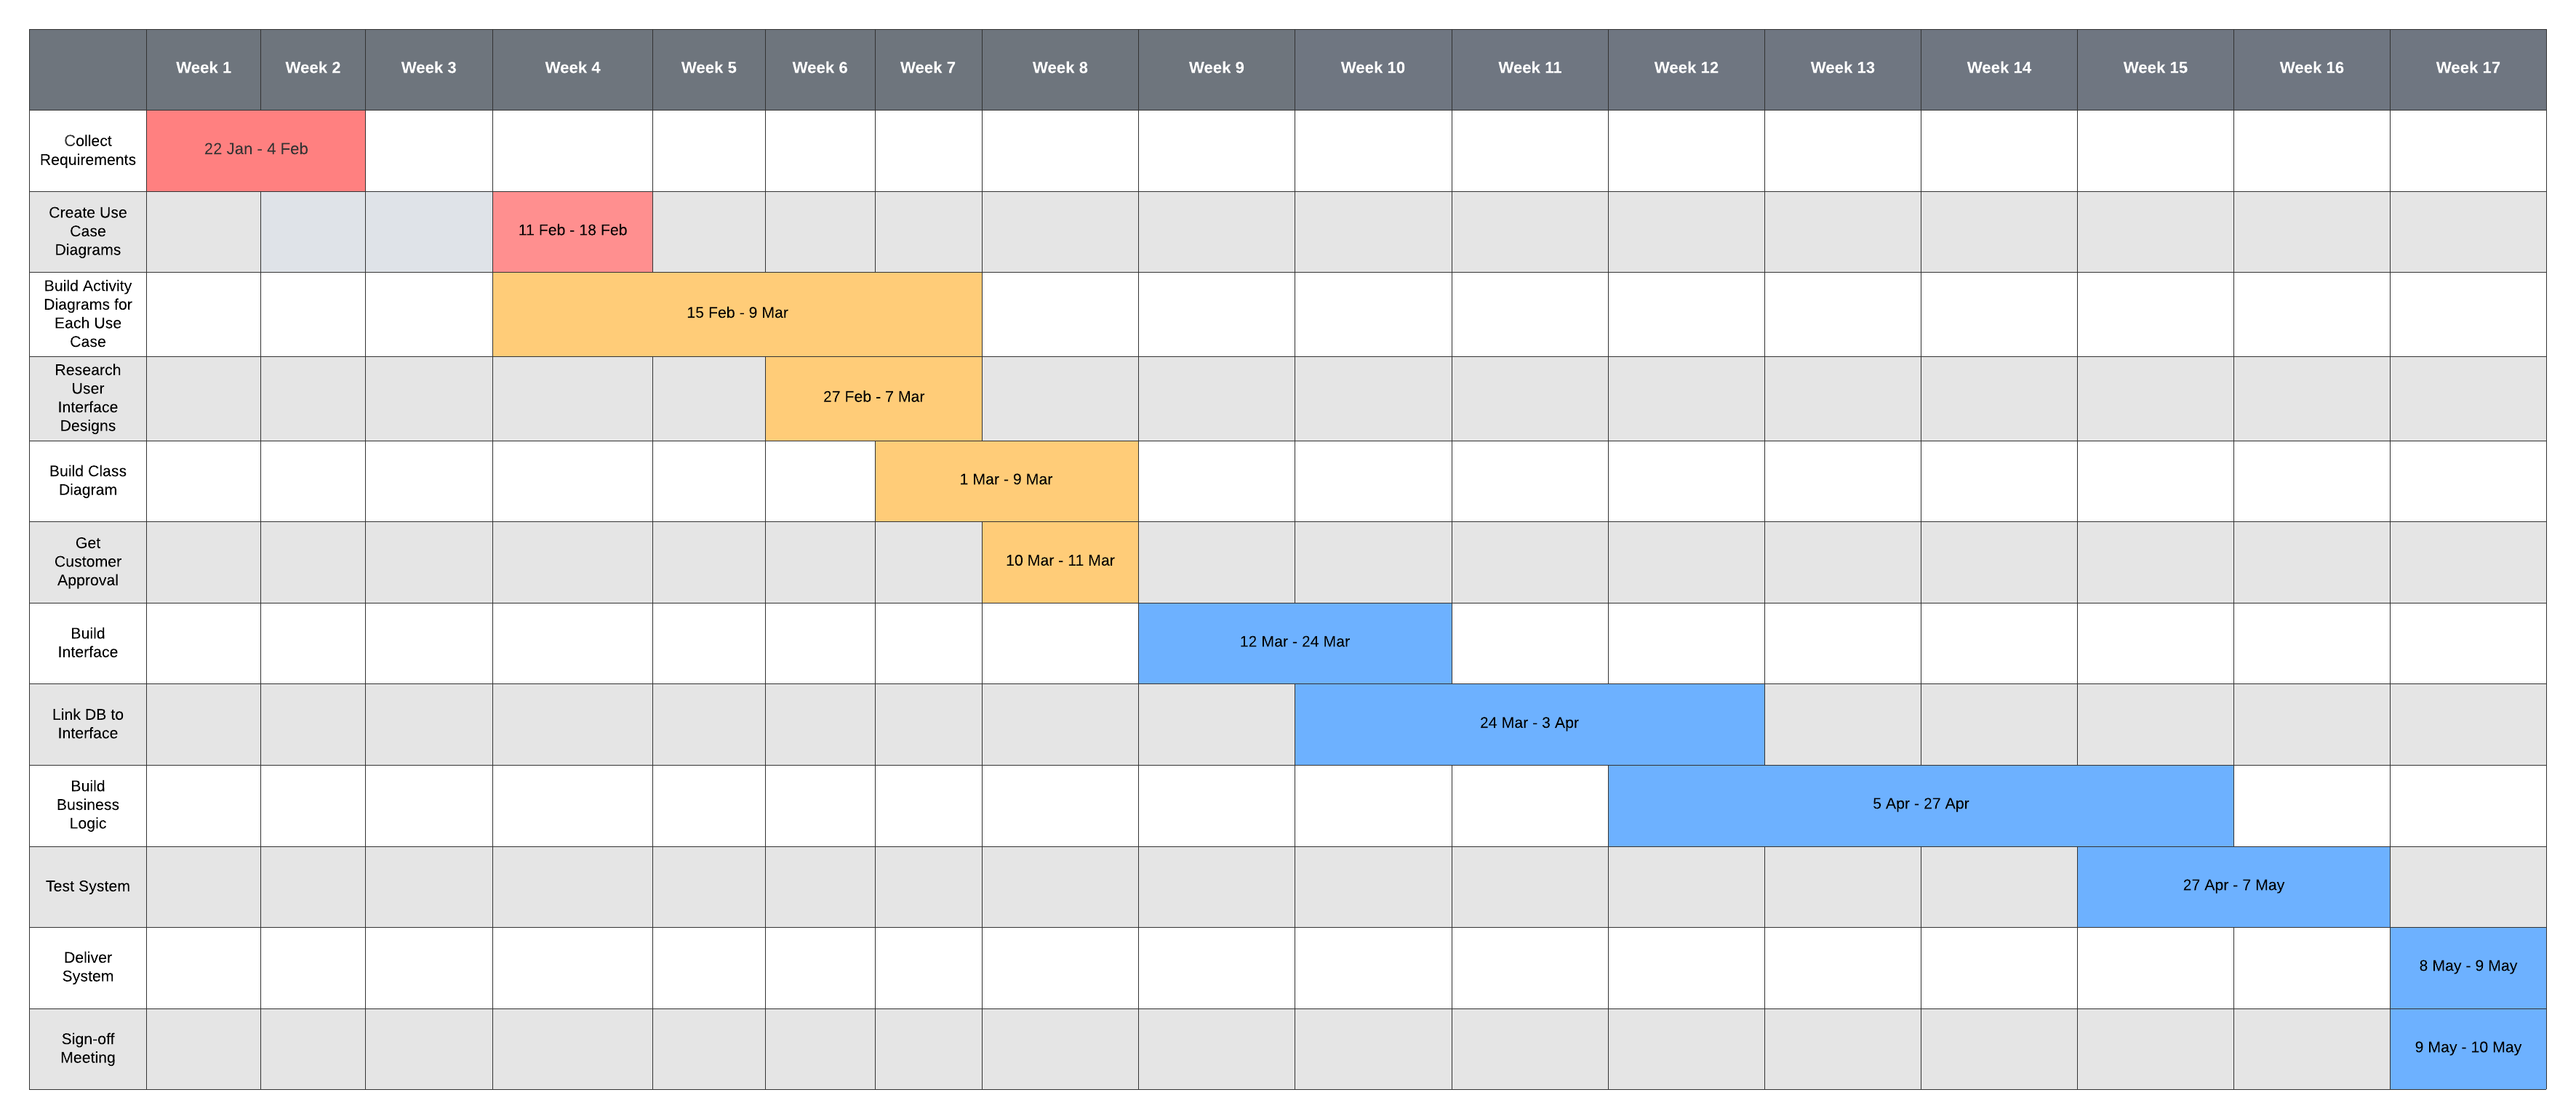 Week 1 Week 2 Week 3 Week 4 Week 5 Week 6 Week 7 Week 8 Week 9 Week 10 Week 11 Week 12 Week 13 Week 14 Week 15 Week 16 Week 17
Collect
Requirements
22 Jan - 4 Feb
Create Use
Case
Diagrams
11 Feb - 18 Feb
Build Activity
Diagrams for
Each Use
Case
15 Feb - 9 Mar
Research
User
Interface
Designs
27 Feb - 7 Mar
Build Class
Diagram
1 Mar - 9 Mar
Get
Customer
Approval
10 Mar - 11 Mar
Build
Interface
12 Mar - 24 Mar
Link DB to
Interface
24 Mar - 3 Apr
Build
Business
Logic
5 Apr - 27 Apr
Test System
27 Apr - 7 May
Deliver
System
8 May - 9 May
Sign-off
Meeting
9 May - 10 May